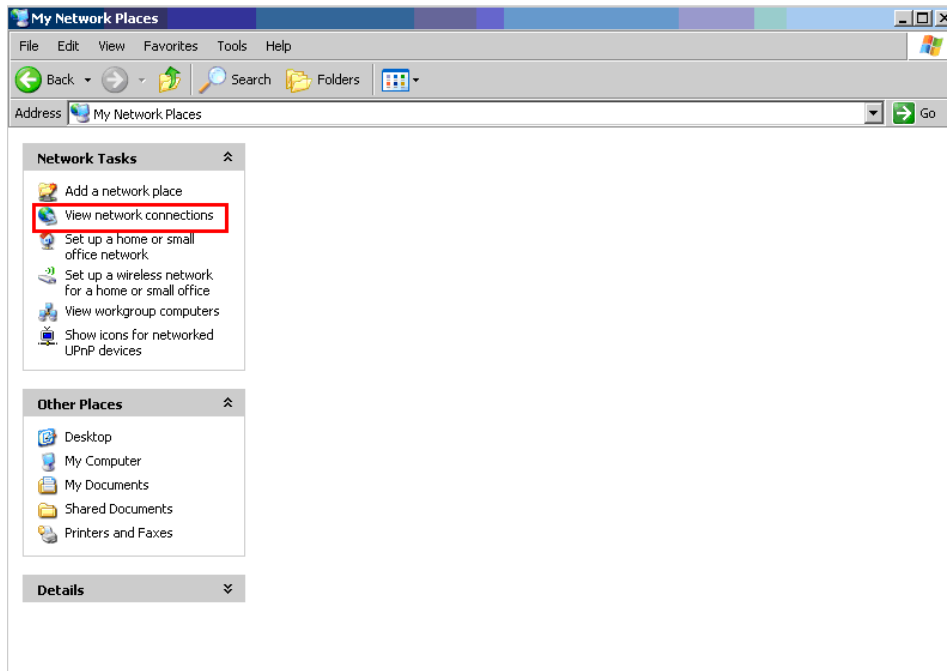 My Network Places
File Edit View Favorites Tools Help
Back Search Folders
Address My Network Places Go
Network Tasks
Add a network place
View network connections
Set up a home or small
office network
Set up a wireless network
for a home or small office
View workgroup computers
Show icons for networked
UPnP devices
Other Places
Desktop
My Computer
My Documents
Shared Documents
Printers and Faxes
Details